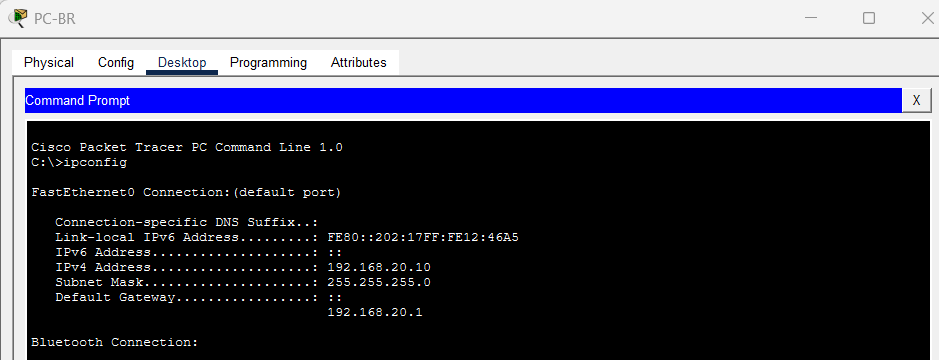 PC-BR
Physical Config Desktop Programming Attributes
Command Prompt X
Cisco Packet Tracer PC Command Line 1.0
C:\>ipconfig
FastEthernet0 Connection:(default port)
Connection-specific DNS Suffix..:
Link-local IPv6 Address.........: FE80::202:17FF:FE12:46A5
IPv6 Address....................: ::
IPv4 Address....................: 192.168.20.10
Subnet Mask.....................: 255.255.255.0
Default Gateway.................: ::
192.168.20.1
Bluetooth Connection: